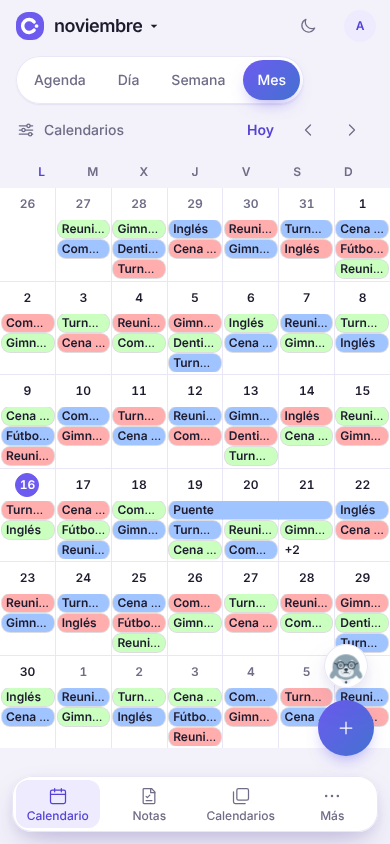 noviembre
A
Agenda Día Semana Mes
Calendarios Hoy
L M X J V S D
26 27 28 29 30 31 1
Reuni... Gimn... Inglés Reuni... Turn... Cena ...
Com... Denti... Cena ... Gimn... Inglés Fútbo...
Turn... Reuni...
2 3 4 5 6 7 8
Com... Turn... Reuni... Gimn... Inglés Reuni... Turn...
Gimn... Cena ... Com... Denti... Cena ... Gimn... Inglés
Turn...
9 10 11 12 13 14 15
Cena ... Com... Turn... Reuni... Gimn... Inglés Reuni...
Fútbo... Gimn... Cena ... Com... Denti... Cena ... Gimn...
Reuni... Turn...
16 17 18 19 20 21 22
Turn... Cena ... Com... Puente Inglés
Inglés Fútbo... Gimn... Turn... Reuni... Gimn... Cena ...
Reuni... Cena ... Com... +2
23 24 25 26 27 28 29
Reuni... Turn... Cena ... Com... Turn... Reuni... Gimn...
Gimn... Inglés Fútbo... Gimn... Cena ... Com... Denti...
Reuni... Turn...
30 1 2 3 4 5
Inglés Reuni... Turn... Cena ... Com... Turn... Reuni...
Cena ... Gimn... Inglés Fútbo... Gimn... Cena
Reuni...
Calendario Notas Calendarios Más